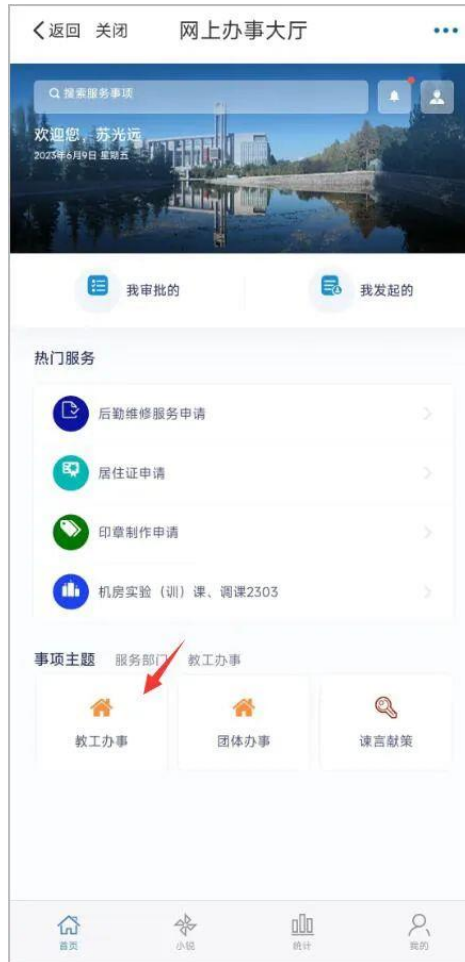 返回 关闭 网上办事大厅
搜索服务事项
欢迎您，苏光远
2023年6月9日 星期五
我审批的 我发起的
热门服务
后勤维修服务申请
居住证申请
印章制作申请
机房实验（训）课、调课2303
事项主题 服务部门 教工办事
教工办事 团体办事 谏言献策
首页 小锐 统计 我的